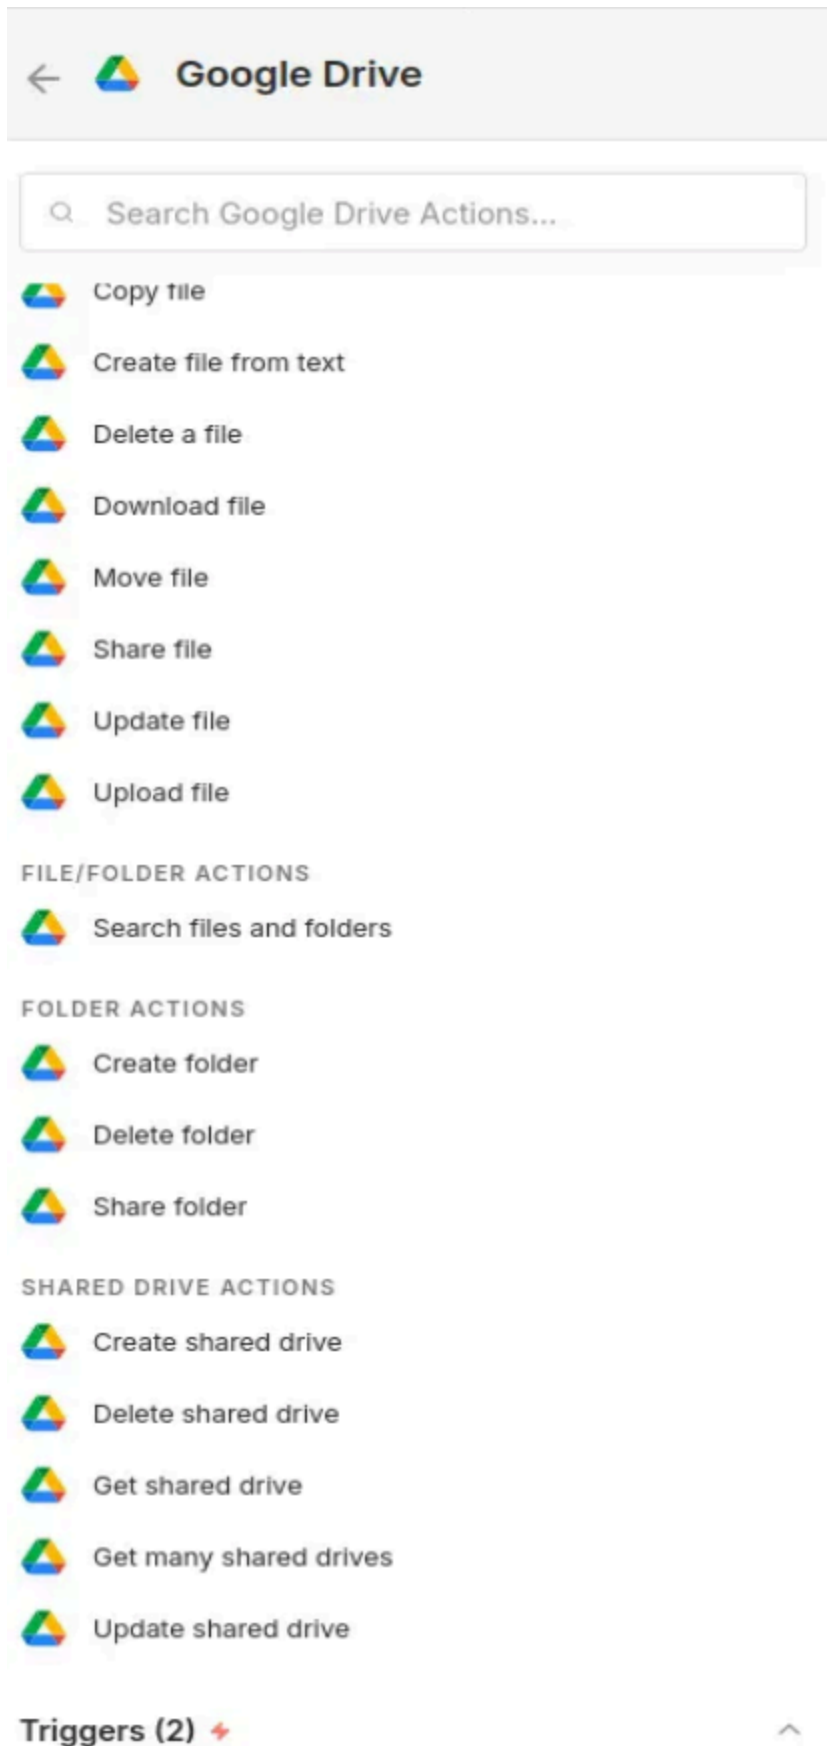 Google Drive
Search Google Drive Actions...
Copy file
Create file from text
Delete a file
Download file
Move file
Share file
Update file
Upload file
FILE/FOLDER ACTIONS
Search files and folders
FOLDER ACTIONS
Create folder
Delete folder
Share folder
SHARED DRIVE ACTIONS
Create shared drive
Delete shared drive
Get shared drive
Get many shared drives
Update shared drive
Triggers (2)